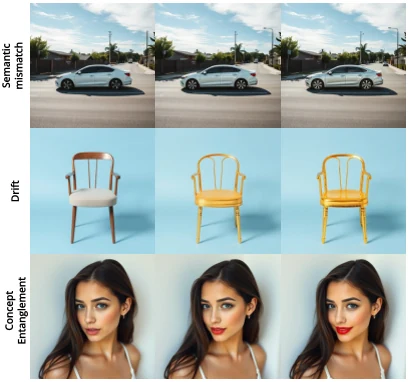 Semantic
mismatch
Drift
Concept
Entanglement